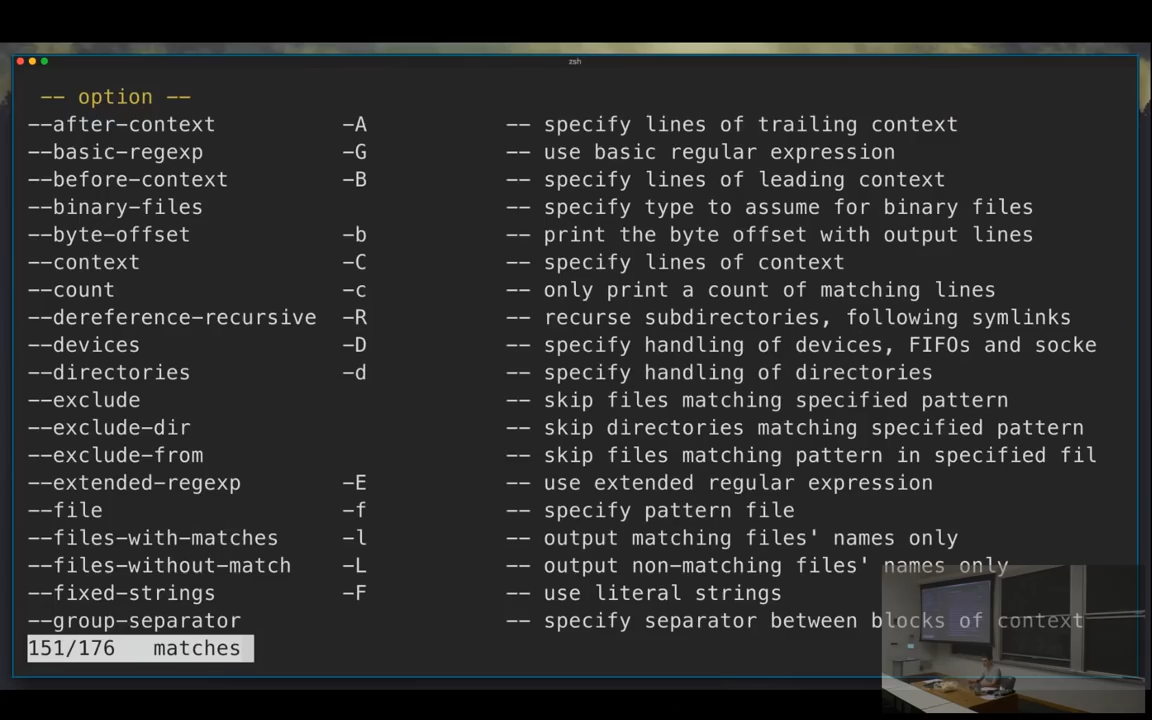 zsh
-- option --
--after-context -A -- specify lines of trailing context
--basic-regexp -G -- use basic regular expression
--before-context -B -- specify lines of leading context
--binary-files -- specify type to assume for binary files
--byte-offset -b -- print the byte offset with output lines
--context -C -- specify lines of context
--count -c -- only print a count of matching lines
--dereference-recursive -R -- recurse subdirectories, following symlinks
--devices -D -- specify handling of devices, FIFOs and socke
--directories -d -- specify handling of directories
--exclude -- skip files matching specified pattern
--exclude-dir -- skip directories matching specified pattern
--exclude-from -- skip files matching pattern in specified fil
--extended-regexp -E -- use extended regular expression
--file -f -- specify pattern file
--files-with-matches -l -- output matching files' names only
--files-without-match -L -- output non-matching files' names only
--fixed-strings -F -- use literal strings
--group-separator -- specify separator between blocks of context
151/176 matches